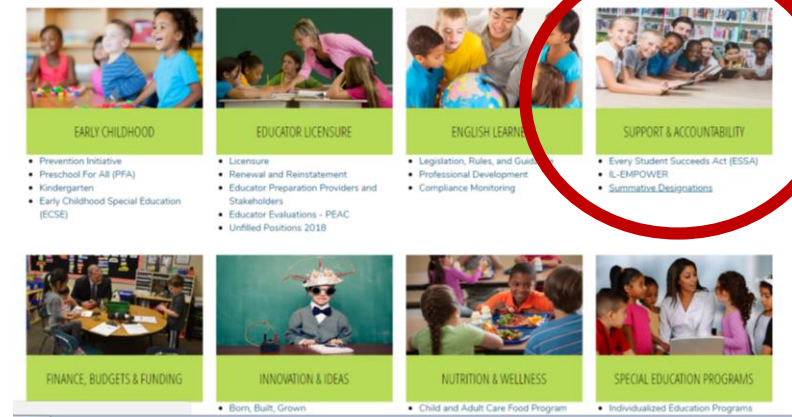 EARLY CHILDHOOD
• Prevention Initiative
• Preschool For All (PFA)
• Kindergarten
• Early Childhood Special Education
(ECSE)
EDUCATOR LICENSURE
• Licensure
• Renewal and Reinstatement
• Educator Preparation Providers and
Stakeholders
• Educator Evaluations - PEAC
• Unfilled Positions 2018
ENGLISH LEARNE
• Legislation, Rules, and Guidance
• Professional Development
• Compliance Monitoring
SUPPORT & ACCOUNTABILITY
• Every Student Succeeds Act (ESSA)
• IL-EMPOWER
• Summative Designations
FINANCE, BUDGETS & FUNDING
INNOVATION & IDEAS
• Born, Built, Grown
NUTRITION & WELLNESS
• Child and Adult Care Food Program
SPECIAL EDUCATION PROGRAMS
• Individualized Education Programs